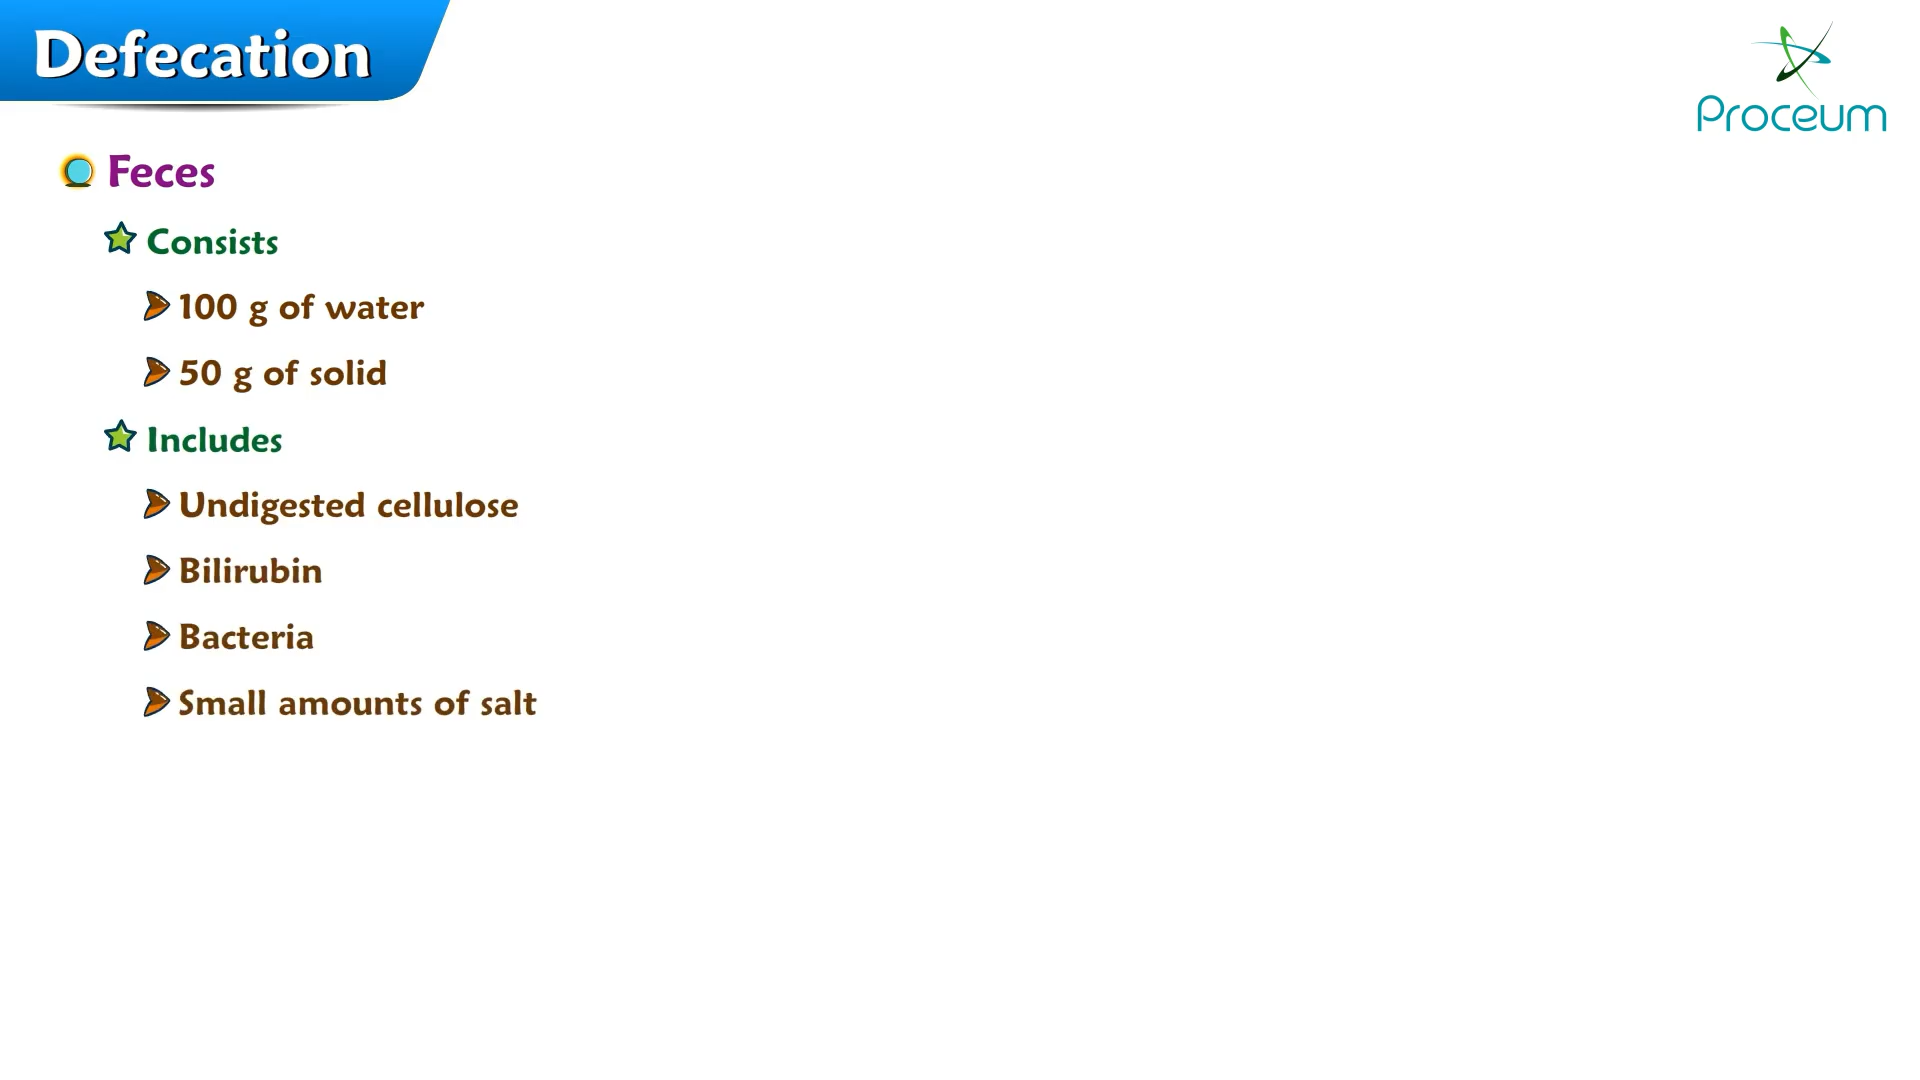 Defecation
Proceum
Feces
Consists
100 g of water
50 g of solid
Includes
Undigested cellulose
Bilirubin
Bacteria
Small amounts of salt